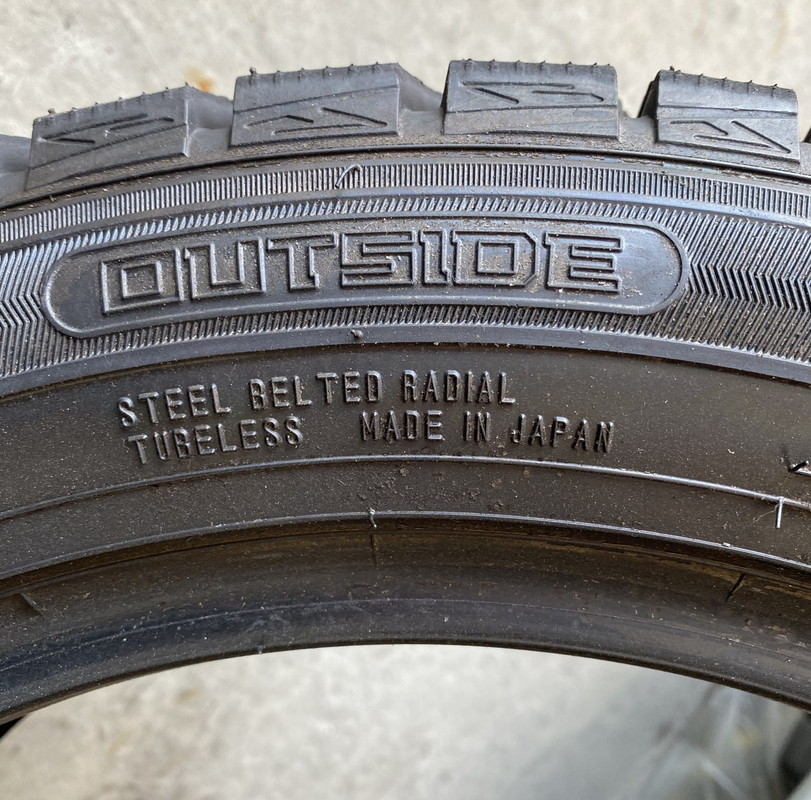 OUTSIDE
STEEL BELTED RADIAL
TUBELESS MADE IN JAPAN